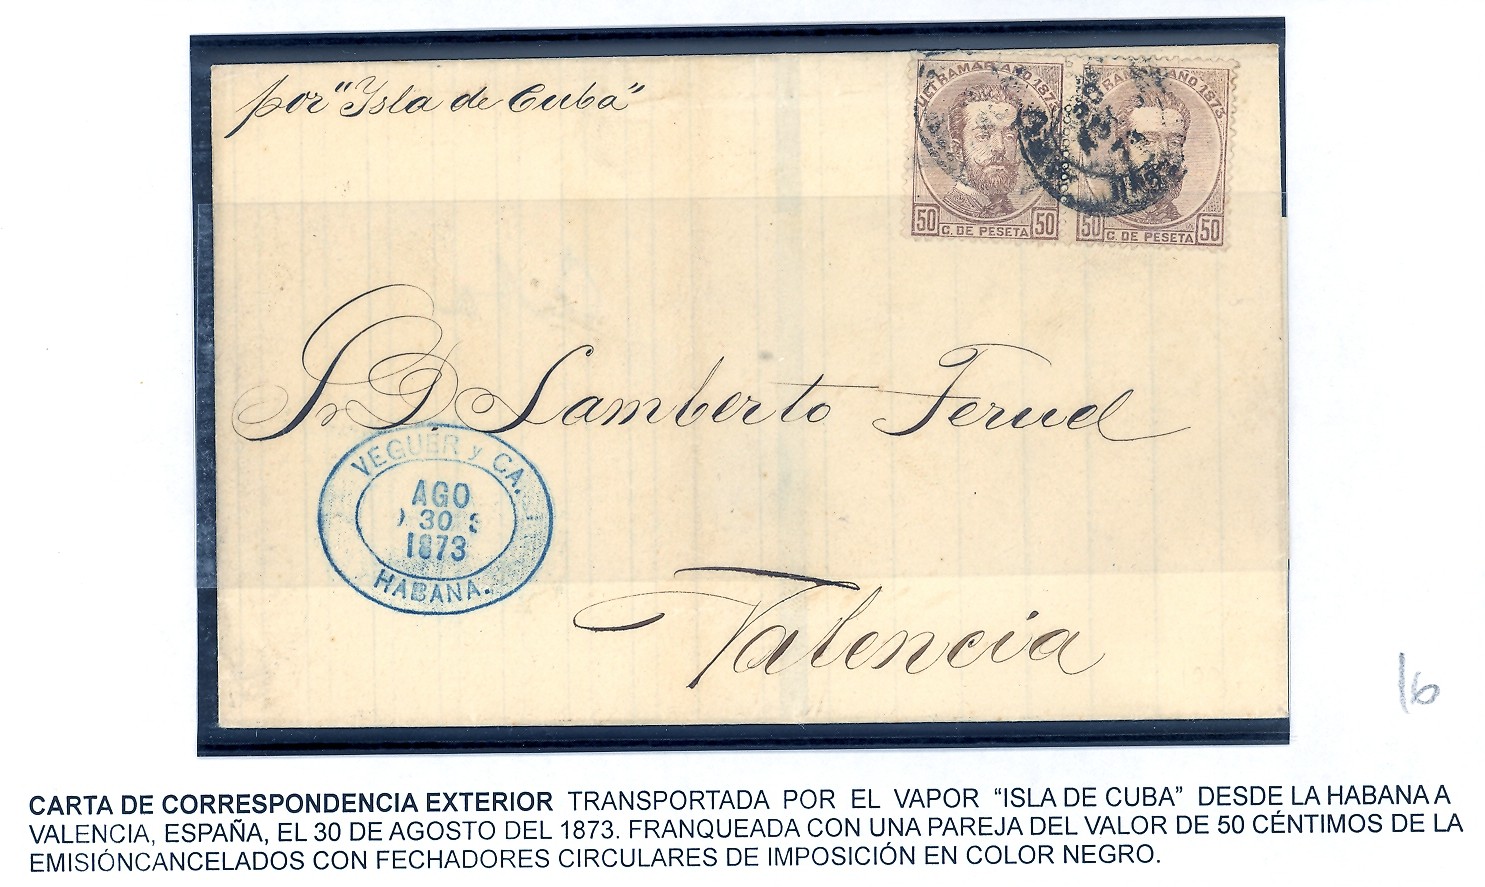 por "Isla de Cuba"
ULTRAMAR AÑO 1873
50 C. DE PESETA 50
AÑO 1873
50 C. DE PESETA 50
Sr D Lamberto Teruel
VEGUER y CA.
AGO
30
1873
HABANA.
Valencia
16
CARTA DE CORRESPONDENCIA EXTERIOR TRANSPORTADA POR EL VAPOR “ISLA DE CUBA” DESDE LA HABANA A
VALENCIA, ESPAÑA, EL 30 DE AGOSTO DEL 1873. FRANQUEADA CON UNA PAREJA DEL VALOR DE 50 CÉNTIMOS DE LA
EMISIÓNCANCELADOS CON FECHADORES CIRCULARES DE IMPOSICIÓN EN COLOR NEGRO.